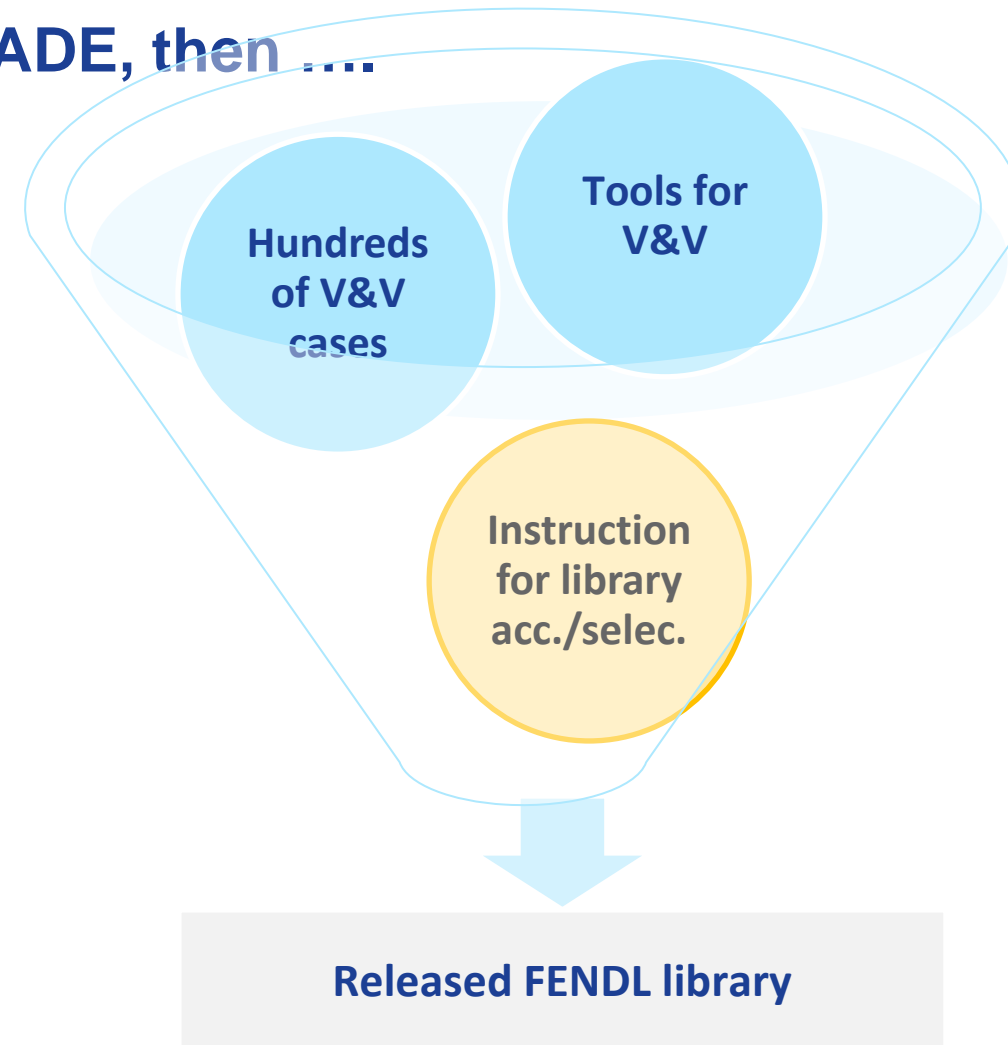 ADE, then ….
Tools for
V&V
Hundreds
of V&V
cases
Instruction
for library
acc./selec.
Released FENDL library